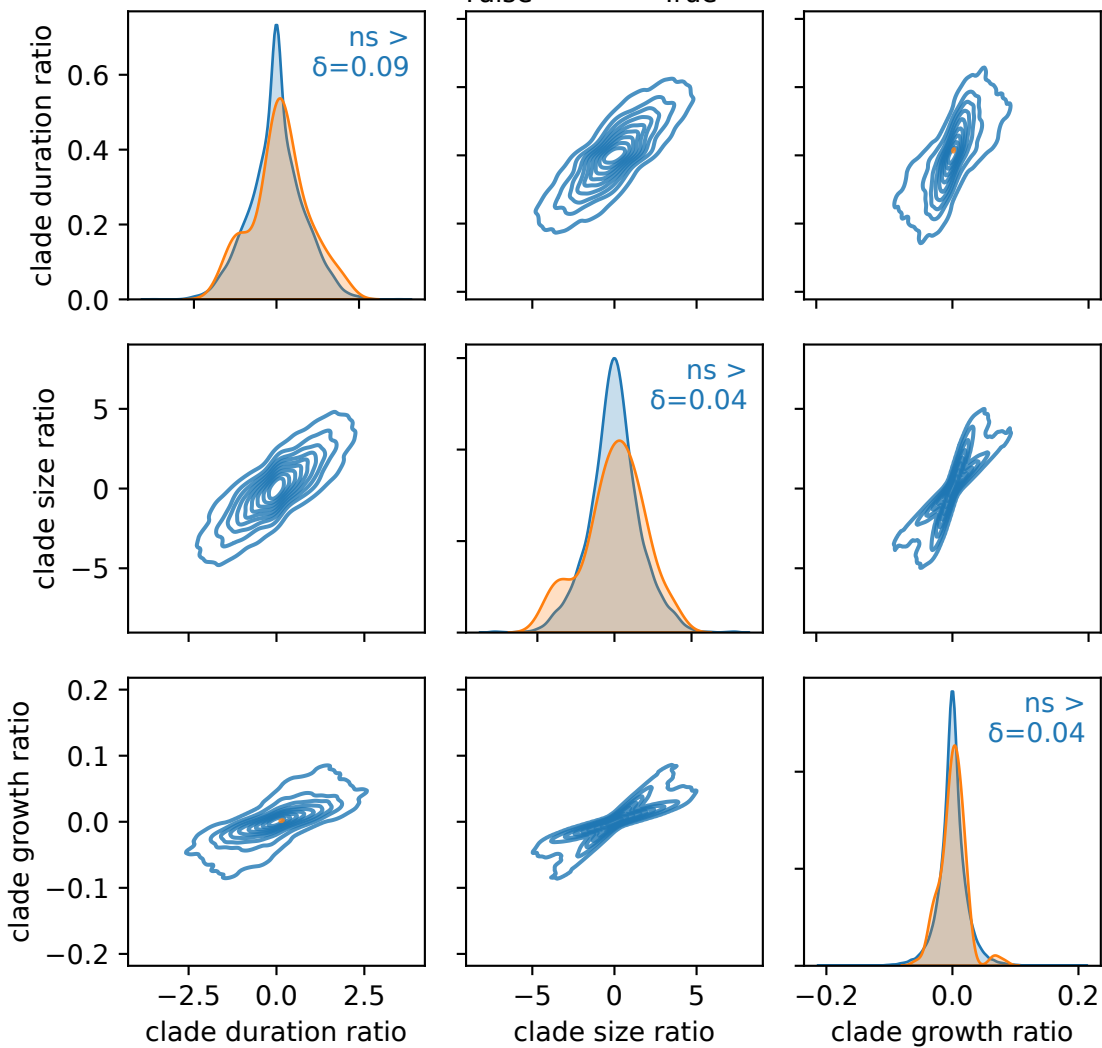 clade duration ratio
0.6
0.4
0.2
0.0
ns >
δ=0.09
clade size ratio
5
0
−5
ns >
δ=0.04
clade growth ratio
0.2
0.1
0.0
−0.1
−0.2
ns >
δ=0.04
−2.5 0.0 2.5
−5 0 5
−0.2 0.0 0.2
clade duration ratio
clade size ratio
clade growth ratio